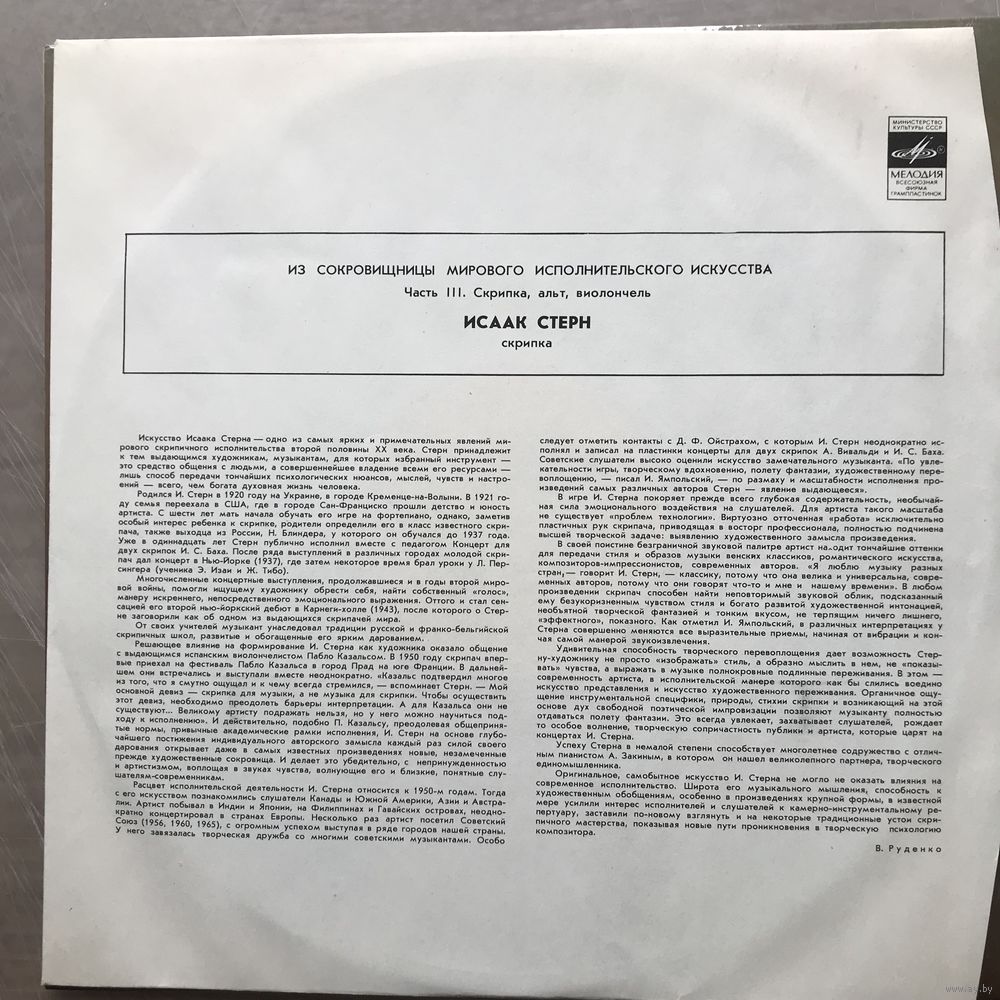 МИНИСТЕРСТВО
КУЛЬТУРЫ СССР
МЕЛОДИЯ
ВСЕСОЮЗНАЯ
ФИРМА
ГРАМПЛАСТИНОК
ИЗ СОКРОВИЩНИЦЫ МИРОВОГО ИСПОЛНИТЕЛЬСКОГО ИСКУССТВА
Часть III. Скрипка, альт, виолончель
ИСААК СТЕРН
скрипка
Искусство Исаака Стерна — одно из самых ярких и примечательных явлений ми-
рового скрипичного исполнительства второй половины XX века. Стерн принадлежит
к тем выдающимся художникам, музыкантам, для которых избранный инструмент —
это средство общения с людьми, а совершеннейшее владение всеми его ресурсами —
лишь способ передачи тончайших психологических нюансов, мыслей, чувств и настро-
ений — всего, чем богата духовная жизнь человека.
Родился И. Стерн в 1920 году на Украине, в городе Кременце-на-Волыни. В 1921 го-
ду семья переехала в США, где в городе Сан-Франциско прошли детство и юность
артиста. С шести лет мать начала обучать его игре на фортепиано, однако, заметив
особый интерес ребенка к скрипке, родители определили его в класс известного скри-
пача, также выходца из России, Н. Блиндера, у которого он обучался до 1937 года.
Уже в одиннадцать лет Стерн публично исполнил вместе с педагогом Концерт для
двух скрипок И. С. Баха. После ряда выступлений в различных городах молодой скри-
пач дал концерт в Нью-Йорке (1937), где затем некоторое время брал уроки у Л. Пер-
сингера (ученика Э. Изаи и Ж. Тибо).
Многочисленные концертные выступления, продолжавшиеся и в годы второй миро-
вой войны, помогли ищущему художнику обрести себя, найти собственный «голос»,
манеру искреннего, непосредственного эмоционального выражения. Оттого и стал сен-
сацией его второй нью-йоркский дебют в Карнеги-холле (1943), после которого о Стер-
не заговорили как об одном из выдающихся скрипачей мира.
От своих учителей музыкант унаследовал традиции русской и франко-бельгийской
скрипичных школ, развитые и обогащенные его ярким дарованием.
Решающее влияние на формирование И. Стерна как художника оказало общение
с выдающимся испанским виолончелистом Пабло Казальсом. В 1950 году скрипач впер-
вые приехал на фестиваль Пабло Казальса в город Прад на юге Франции. В дальней-
шем они встречались и выступали вместе неоднократно. «Казальс подтвердил многое
из того, что я смутно ощущал и к чему всегда стремился, — вспоминает Стерн. — Мой
основной девиз — скрипка для музыки, а не музыка для скрипки. Чтобы осуществить
этот девиз, необходимо преодолеть барьеры интерпретации. А для Казальса они не
существуют... Великому артисту подражать нельзя, но у него можно научиться под-
ходу к исполнению». И действительно, подобно П. Казальсу, преодолевая общеприня-
тые нормы, привычные академические рамки исполнения, И. Стерн на основе глубо-
чайшего постижения индивидуального авторского замысла каждый раз силой своего
дарования открывает даже в самых известных произведениях новые, незамеченные
прежде художественные сокровища. И делает это убедительно, с непринужденностью
и артистизмом, воплощая в звуках чувства, волнующие его и близкие, понятные слу-
шателям-современникам.
Расцвет исполнительской деятельности И. Стерна относится к 1950-м годам. Тогда
с его искусством познакомились слушатели Канады и Южной Америки, Азии и Австра-
лии. Артист побывал в Индии и Японии, на Филиппинах и Гавайских островах, неодно-
кратно концертировал в странах Европы. Несколько раз артист посетил Советский
Союз (1956, 1960, 1965), с огромным успехом выступая в ряде городов нашей страны.
У него завязалась творческая дружба со многими советскими музыкантами. Особо
следует отметить контакты с Д. Ф. Ойстрахом, с которым И. Стерн неоднократно ис-
полнял и записал на пластинки концерты для двух скрипок А. Вивальди и И. С. Баха.
Советские слушатели высоко оценили искусство замечательного музыканта. «По ув-
лекательности игры, творческому вдохновению, полету фантазии, художественному пере-
воплощению, — писал И. Ямпольский, — по размаху и масштабности исполнения про-
изведений самых различных авторов Стерн — явление выдающееся».
В игре И. Стерна покоряет прежде всего глубокая содержательность, необычай-
ная сила эмоционального воздействия на слушателей. Для артиста такого масштаба
не существует «проблем технологии». Виртуозно отточенная «работа» исключительно
пластичных рук скрипача, приводящая в восторг профессионала, полностью подчинена
высшей творческой задаче: выявлению художественного замысла произведения.
В своей поистине безграничной звуковой палитре артист на.одит тончайшие оттенки
для передачи стиля и образов музыки венских классиков, романтического искусства,
композиторов-импрессионистов, современных авторов. «Я люблю музыку разных
стран, — говорит И. Стерн, — классику, потому что она велика и универсальна, совре-
менных авторов, потому что они говорят что-то и мне и нашему времени». В любом
произведении скрипач способен найти неповторимый звуковой облик, подсказанный
ему безукоризненным чувством стиля и богато развитой художественной интонацией,
необъятной творческой фантазией и тонким вкусом, не терпящим ничего лишнего,
«эффектного», показного. Как отметил И. Ямпольский, в различных интерпретациях у
Стерна совершенно меняются все выразительные приемы, начиная от вибрации и кон-
чая самой манерой звукоизвлечения.
Удивительная способность творческого перевоплощения дает возможность Стер-
ну-художнику не просто «изображать» стиль, а образно мыслить в нем, не «показы-
вать» чувства, а выражать в музыке полнокровные подлинные переживания. В этом —
современность артиста, в исполнительской манере которого как бы слились воедино
искусство представления и искусство художественного переживания. Органичное ощу-
щение инструментальной специфики, природы, стихии скрипки и возникающий на этой
основе дух свободной поэтической импровизации позволяют музыканту полностью
отдаваться полету фантазии. Это всегда увлекает, захватывает слушателей, рождает
то особое волнение, творческую сопричастность публики и артиста, которые царят на
концертах И. Стерна.
Успеху Стерна в немалой степени способствует многолетнее содружество с отлич-
ным пианистом А. Закиным, в котором он нашел великолепного партнера, творческого
единомышленника.
Оригинальное, самобытное искусство И. Стерна не могло не оказать влияния на
современное исполнительство. Широта его музыкального мышления, способность к
художественным обобщениям, особенно в произведениях крупной формы, в известной
мере усилили интерес исполнителей и слушателей к камерно-инструментальному ре-
пертуару, заставили по-новому взглянуть и на некоторые традиционные устои скри-
пичного мастерства, показывая новые пути проникновения в творческую психологию
композитора.
В. Руденко
www.ay.by